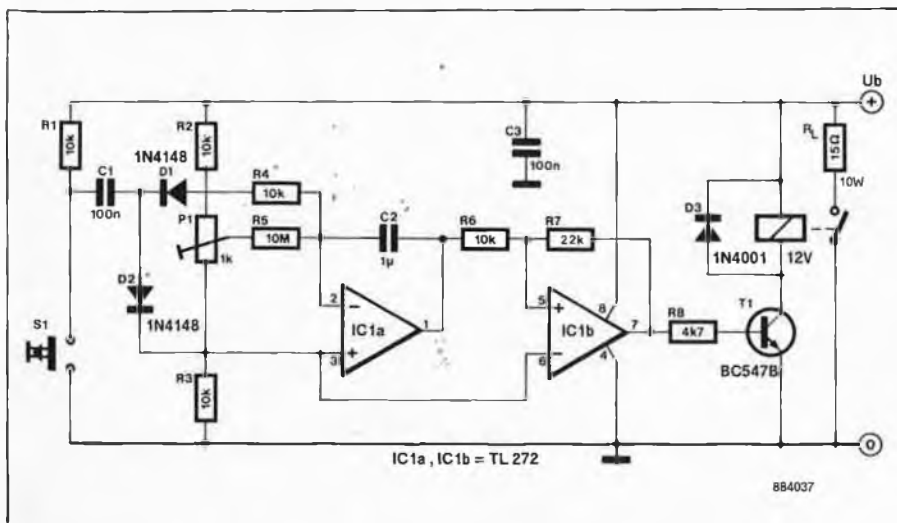 Ub
+
R1
10k
C1
100n
1N4148
D1
R2
10k
R4
10k
P1
1k
R5
10M
C2
1µ
C3
100n
R6
10k
R7
22k
D2
1N4148
S1
R3
10k
2
−
3
+
IC1a
1
5
+
6
−
IC1b
8
4
7
R8
4k7
D3
1N4001
12V
T1
BC547B
RL
15Ω
10W
0
IC1a, IC1b = TL 272
884037